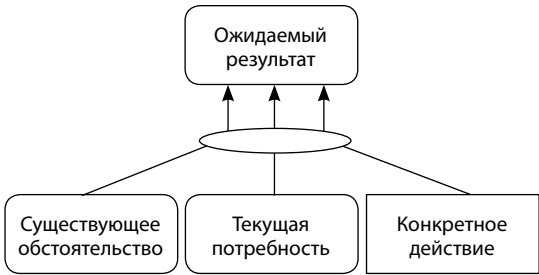 Ожидаемый
результат
Существующее
обстоятельство
Текущая
потребность
Конкретное
действие